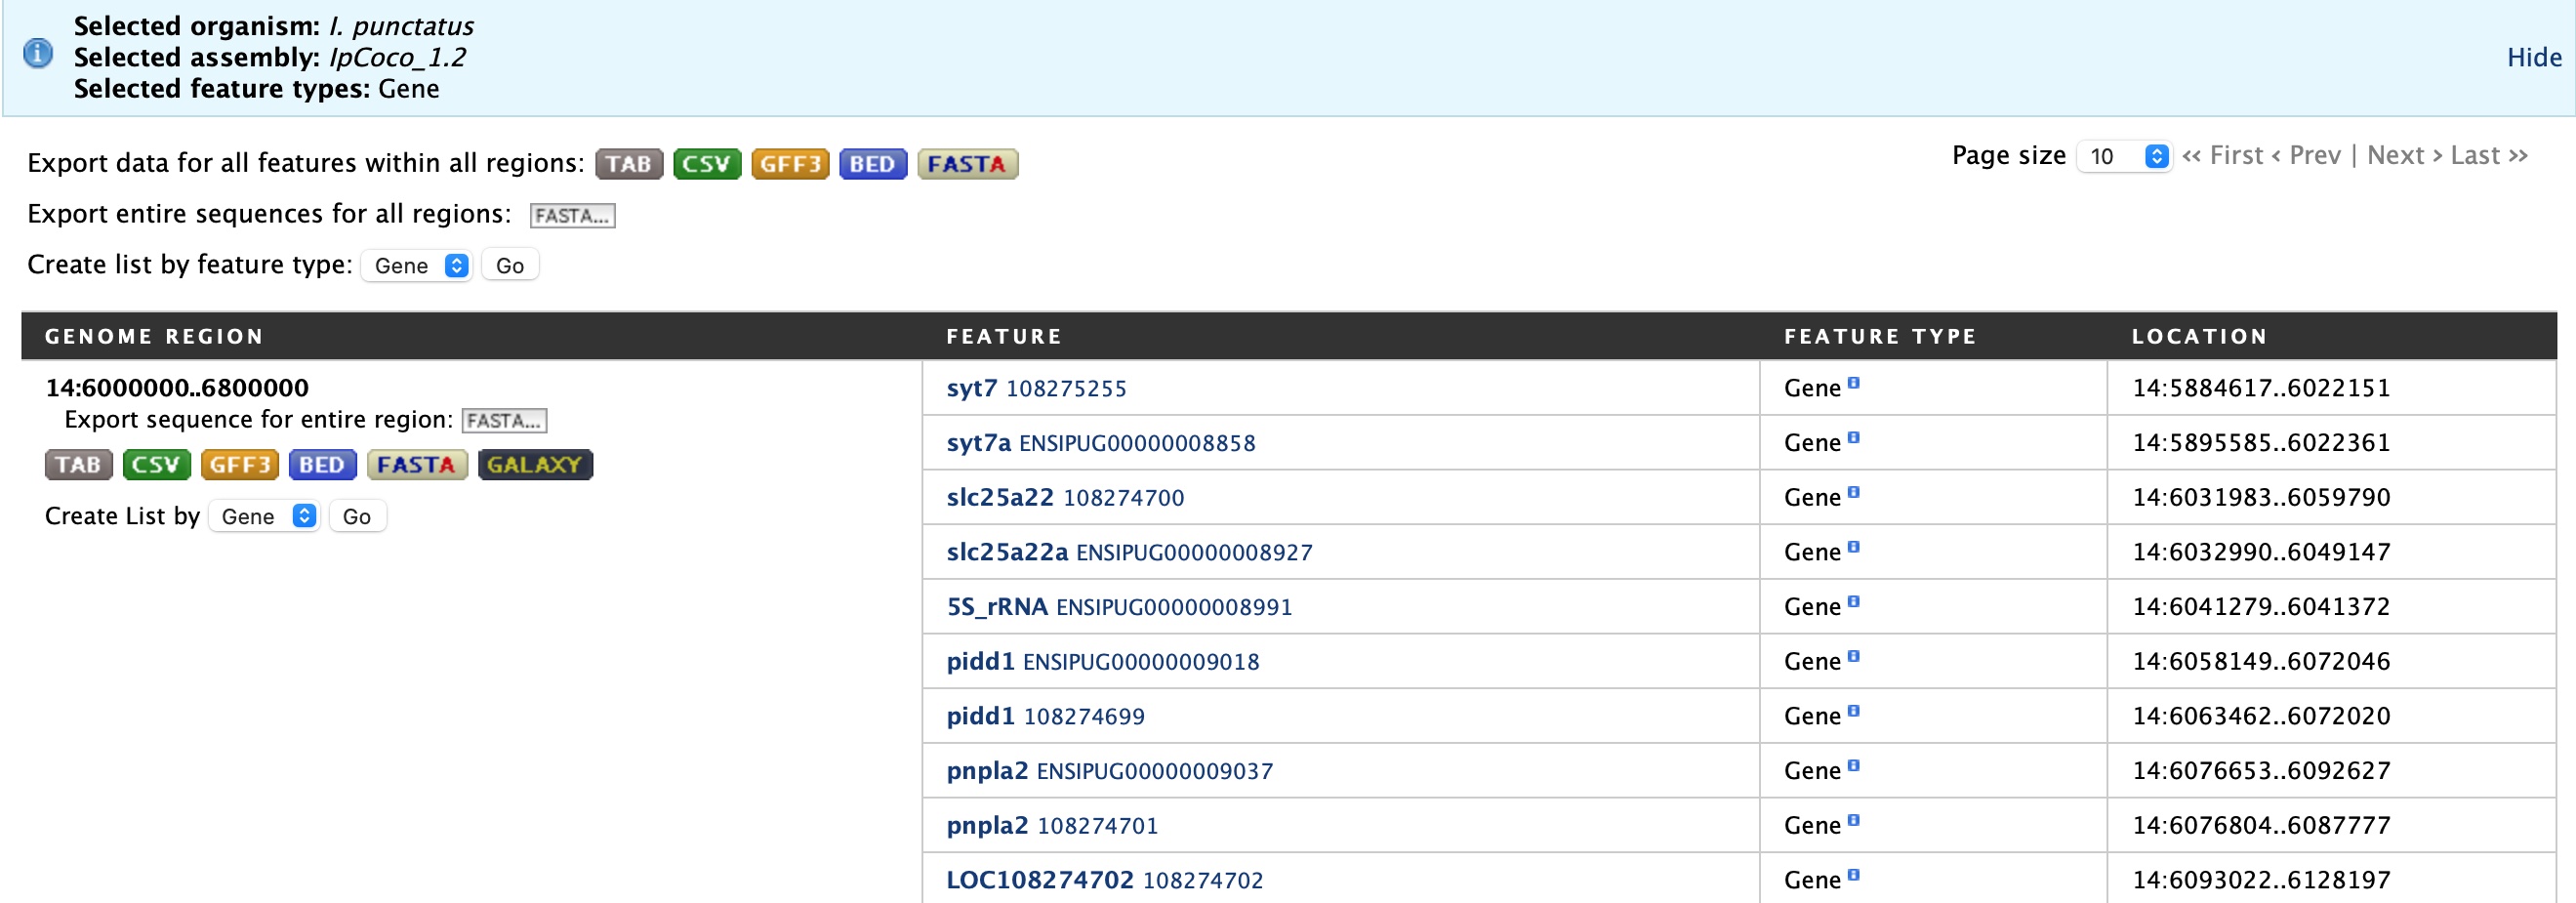 Selected organism: I. punctatus
Selected assembly: IpCoco_1.2
Selected feature types: Gene
Hide
Export data for all features within all regions: TAB CSV GFF3 BED FASTA
Page size 10 << First < Prev | Next > Last >>
Export entire sequences for all regions: FASTA...
Create list by feature type: Gene Go
GENOME REGION FEATURE FEATURE TYPE LOCATION
14:6000000..6800000
Export sequence for entire region: FASTA...
TAB CSV GFF3 BED FASTA GALAXY
Create List by Gene Go
syt7 108275255 Gene 14:5884617..6022151
syt7a ENSIPUG00000008858 Gene 14:5895585..6022361
slc25a22 108274700 Gene 14:6031983..6059790
slc25a22a ENSIPUG00000008927 Gene 14:6032990..6049147
5S_rRNA ENSIPUG00000008991 Gene 14:6041279..6041372
pidd1 ENSIPUG00000009018 Gene 14:6058149..6072046
pidd1 108274699 Gene 14:6063462..6072020
pnpla2 ENSIPUG00000009037 Gene 14:6076653..6092627
pnpla2 108274701 Gene 14:6076804..6087777
LOC108274702 108274702 Gene 14:6093022..6128197